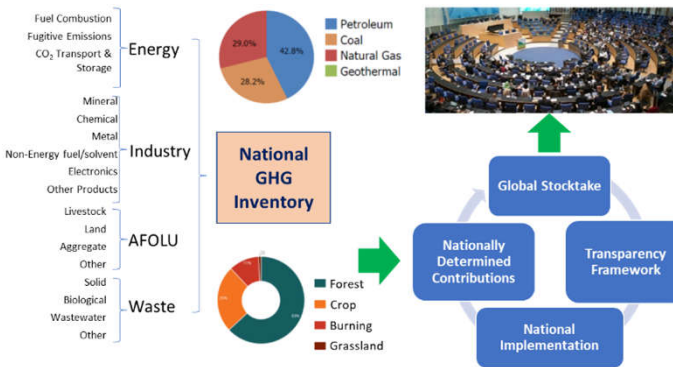 Fuel Combustion
Fugitive Emissions
CO₂ Transport &
Storage
Energy
Mineral
Chemical
Metal
Non-Energy fuel/solvent
Electronics
Other Products
Industry
Livestock
Land
Aggregate
Other
AFOLU
Solid
Biological
Wastewater
Other
Waste
29.0%
42.8%
28.2%
Petroleum
Coal
Natural Gas
Geothermal
National
GHG
Inventory
Forest
Crop
Burning
Grassland
Global Stocktake
Nationally
Determined
Contributions
Transparency
Framework
National
Implementation